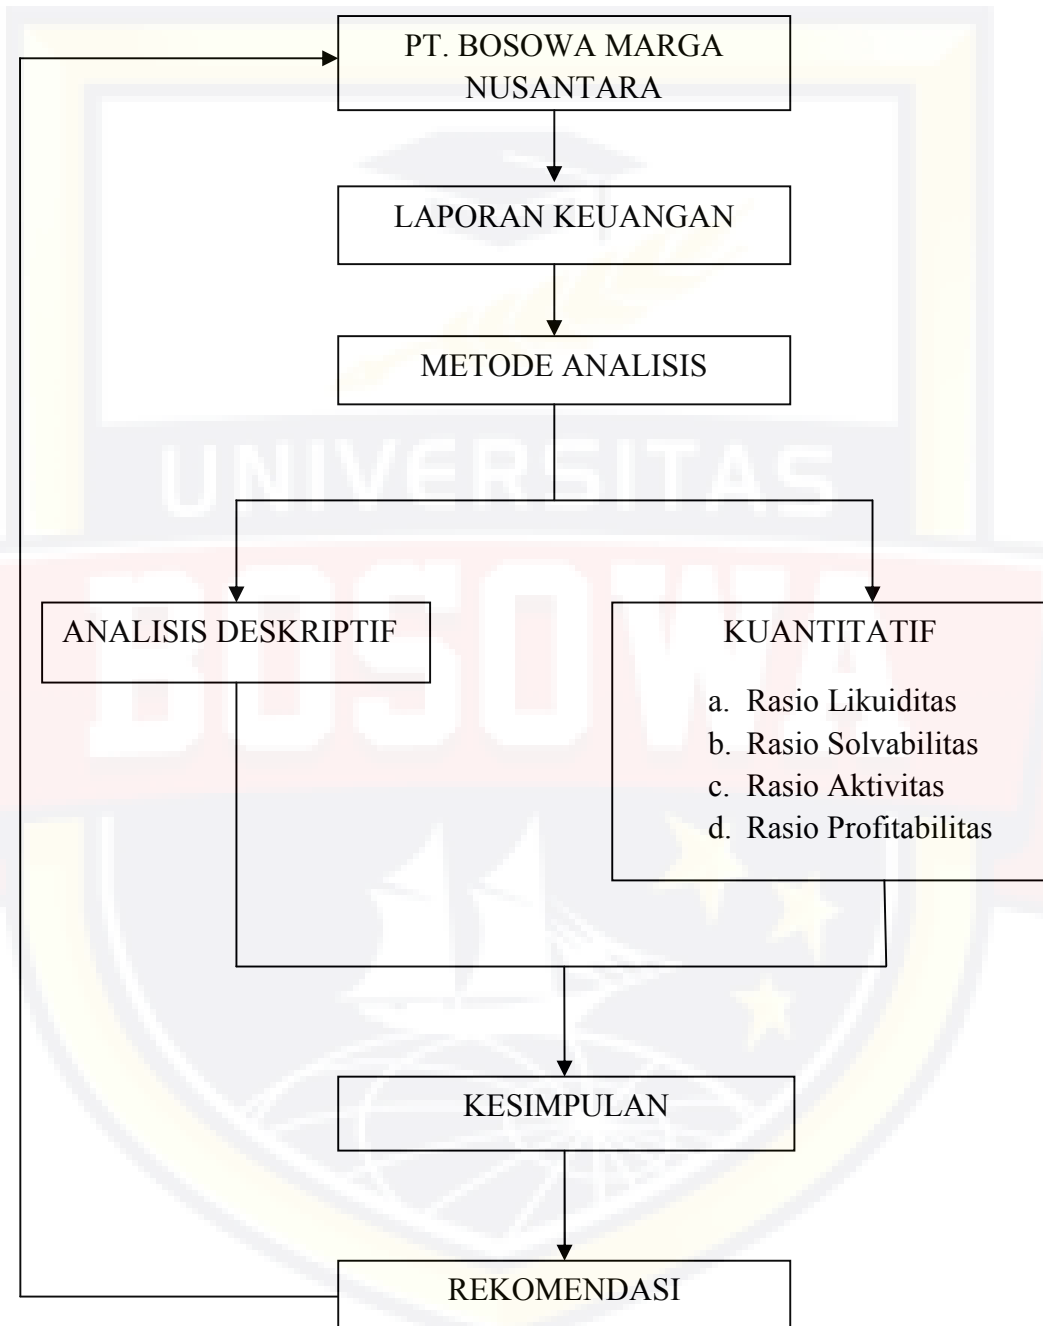 PT. BOSOWA MARGA
NUSANTARA
LAPORAN KEUANGAN
METODE ANALISIS
UNIVERSITAS
BOSOWA
ANALISIS DESKRIPTIF
KUANTITATIF
a. Rasio Likuiditas
b. Rasio Solvabilitas
c. Rasio Aktivitas
d. Rasio Profitabilitas
KESIMPULAN
REKOMENDASI